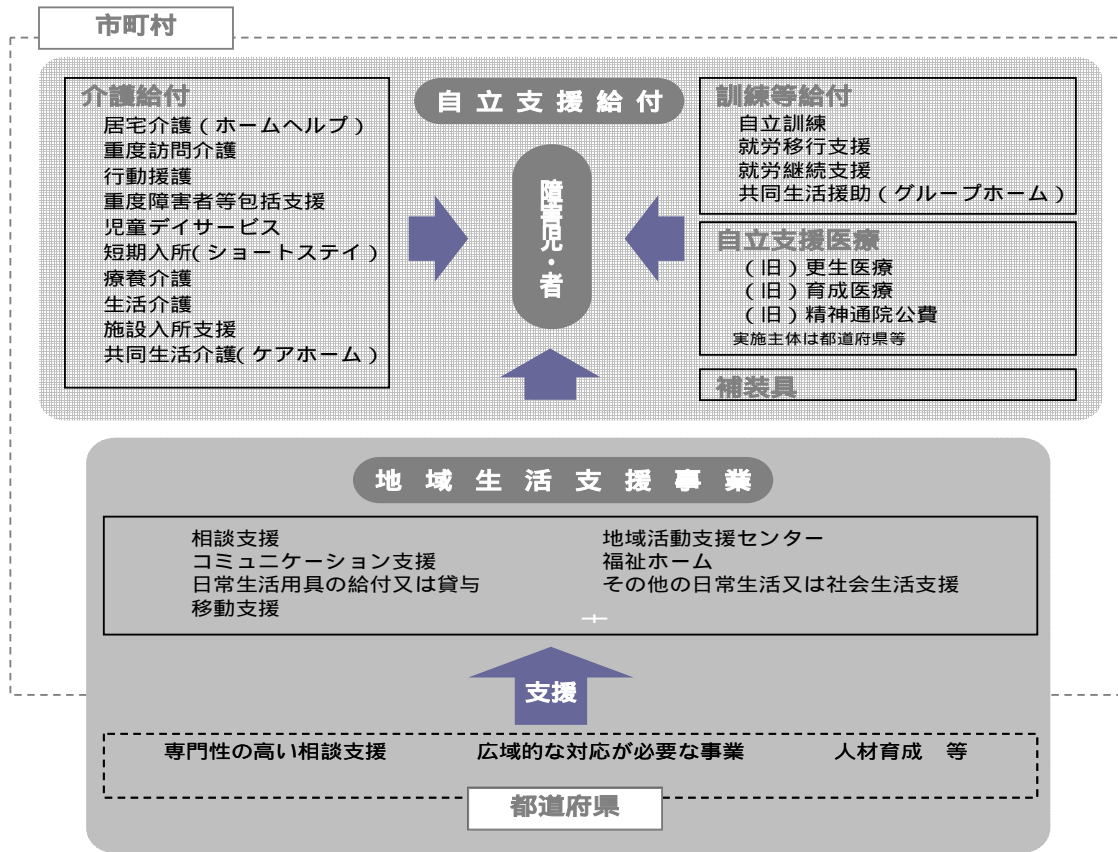 市町村
自立支援給付
介護給付
居宅介護（ホームヘルプ）
重度訪問介護
行動援護
重度障害者等包括支援
児童デイサービス
短期入所（ショートステイ）
療養介護
生活介護
施設入所支援
共同生活介護（ケアホーム）
障害児・者
訓練等給付
自立訓練
就労移行支援
就労継続支援
共同生活援助（グループホーム）
自立支援医療
（旧）更生医療
（旧）育成医療
（旧）精神通院公費
実施主体は都道府県等
補装具
地域生活支援事業
相談支援
コミュニケーション支援
日常生活用具の給付又は貸与
移動支援
地域活動支援センター
福祉ホーム
その他の日常生活又は社会生活支援
支援
専門性の高い相談支援 広域的な対応が必要な事業 人材育成 等
都道府県